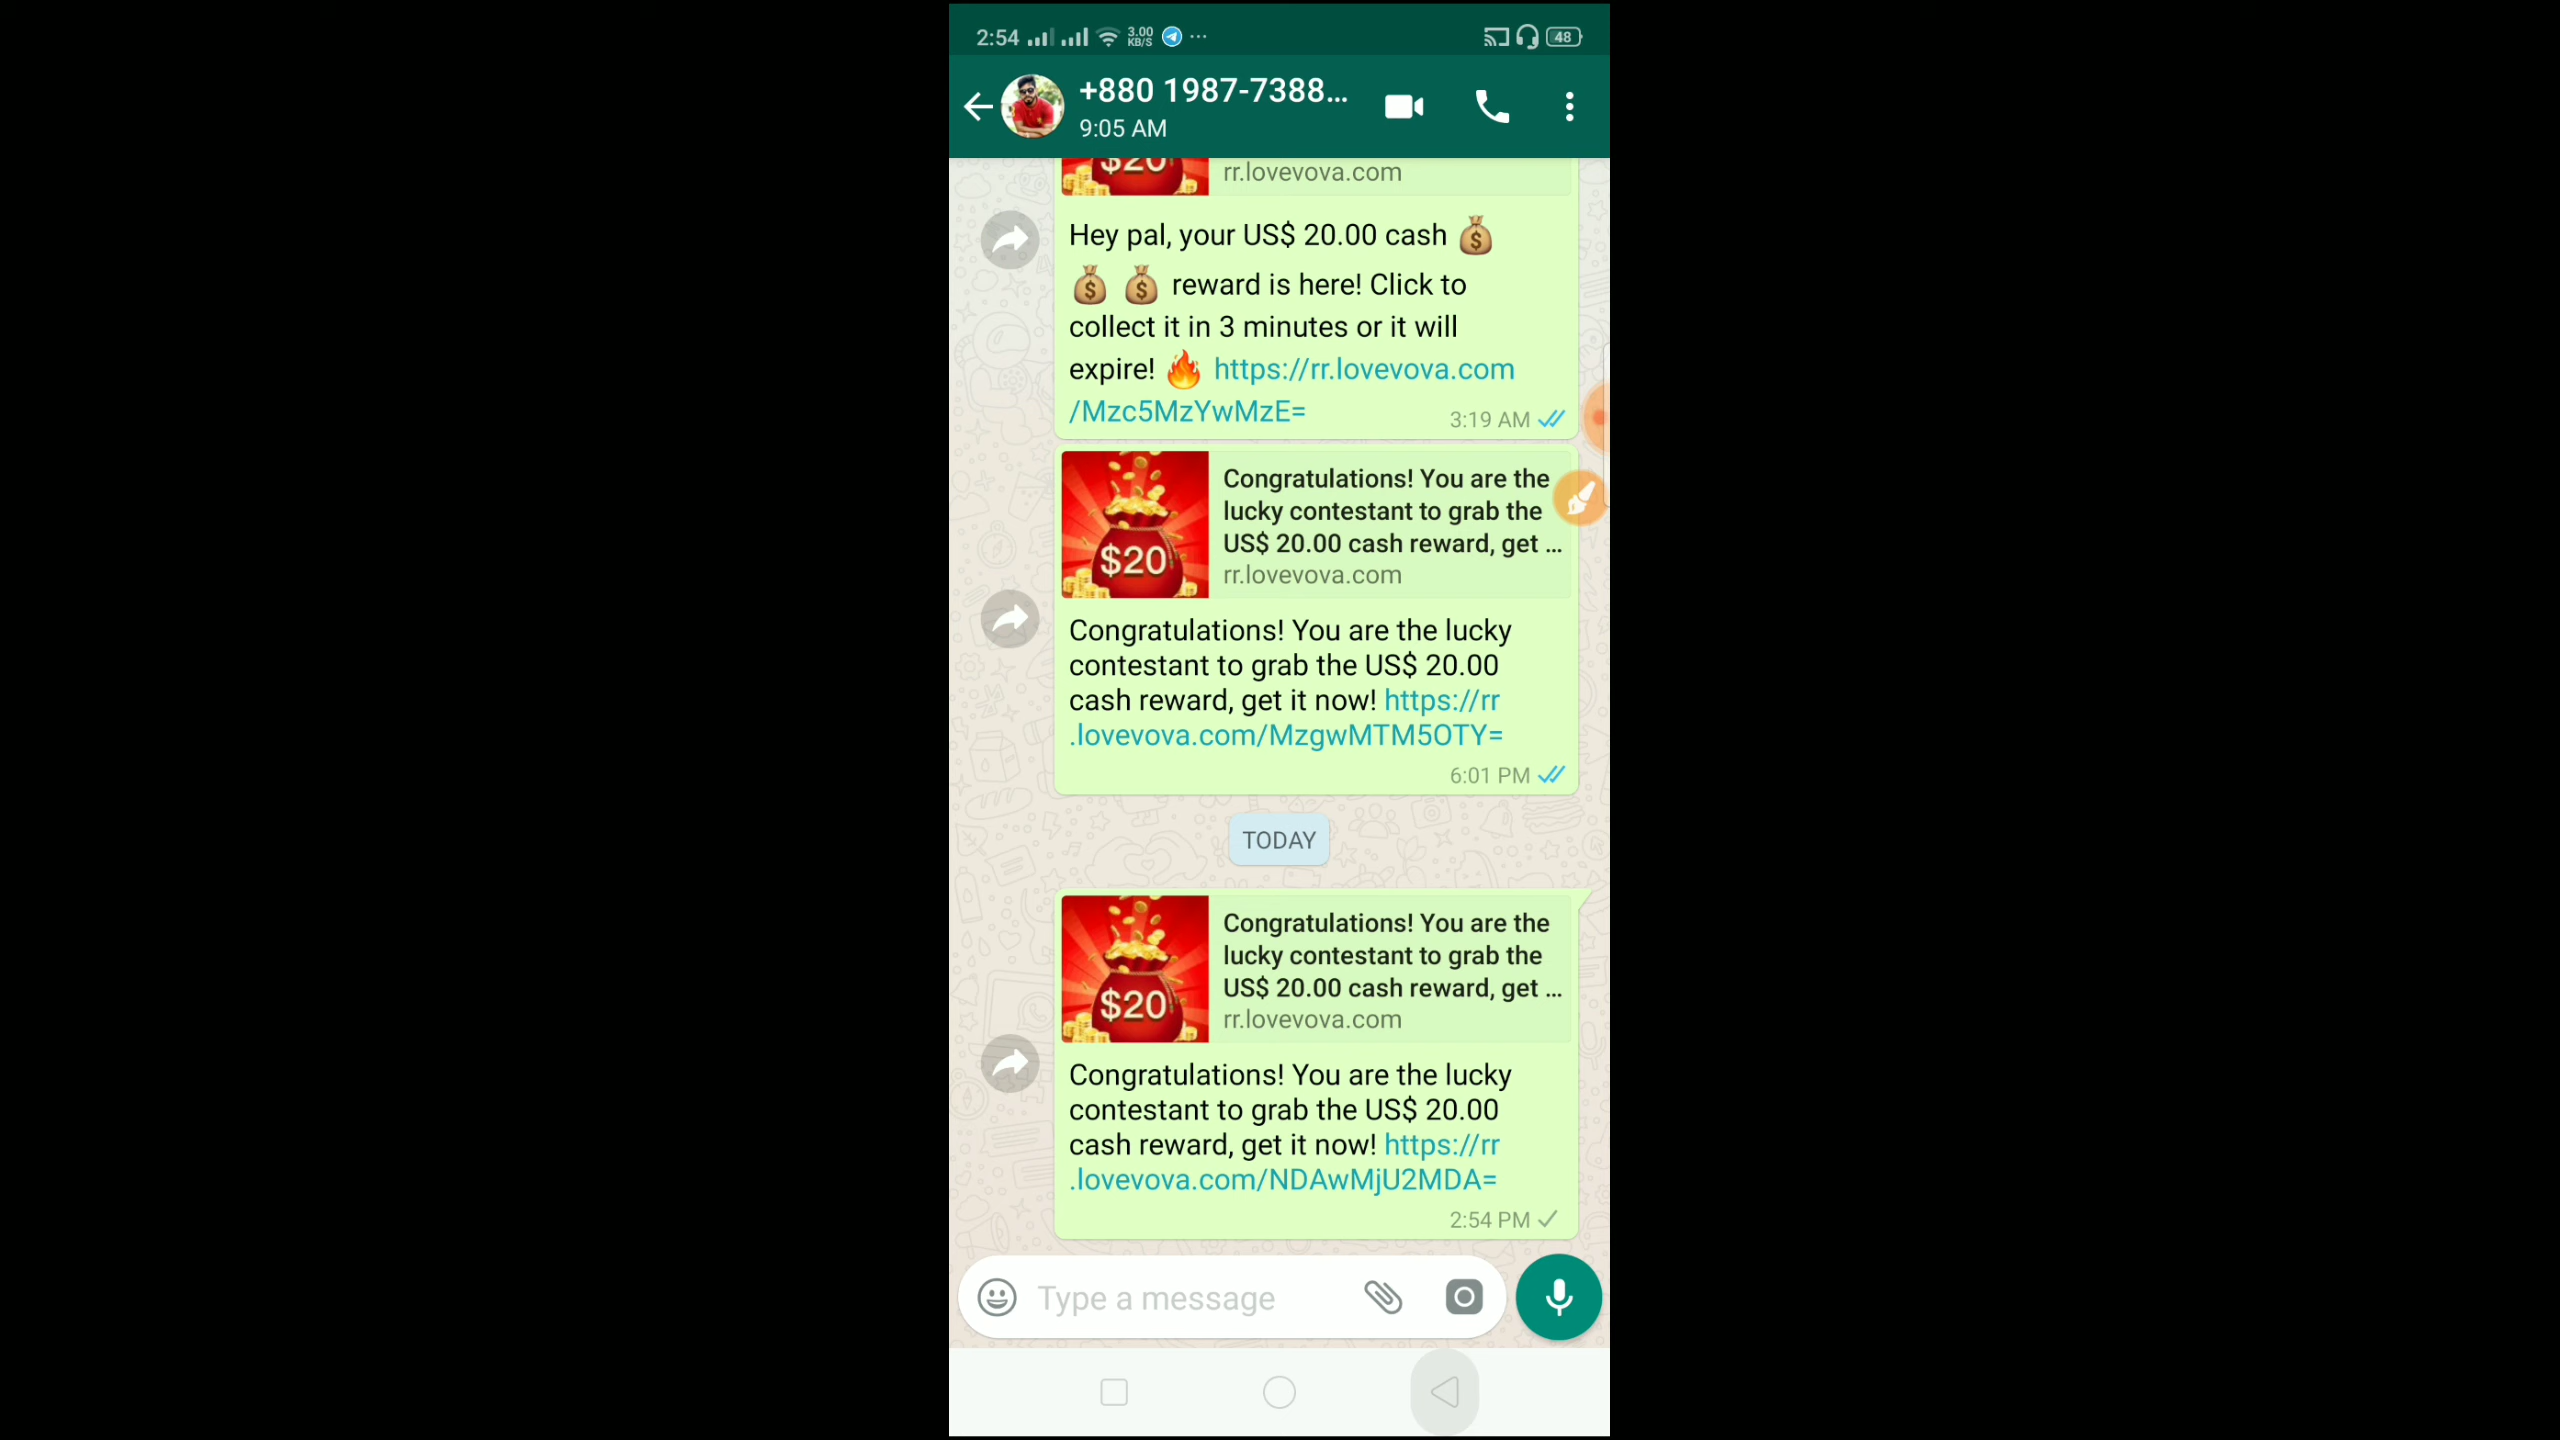 2:54 3.00 KB/S ... 48
+880 1987-7388...
9:05 AM
$20
rr.lovevova.com
Hey pal, your US$ 20.00 cash 💰
💰 💰 reward is here! Click to
collect it in 3 minutes or it will
expire! 🔥 https://rr.lovevova.com
/Mzc5MzYwMzE=
3:19 AM
$20
Congratulations! You are the
lucky contestant to grab the
US$ 20.00 cash reward, get ...
rr.lovevova.com
Congratulations! You are the lucky
contestant to grab the US$ 20.00
cash reward, get it now! https://rr
.lovevova.com/MzgwMTM5OTY=
6:01 PM
TODAY
$20
Congratulations! You are the
lucky contestant to grab the
US$ 20.00 cash reward, get ...
rr.lovevova.com
Congratulations! You are the lucky
contestant to grab the US$ 20.00
cash reward, get it now! https://rr
.lovevova.com/NDAwMjU2MDA=
2:54 PM
Type a message